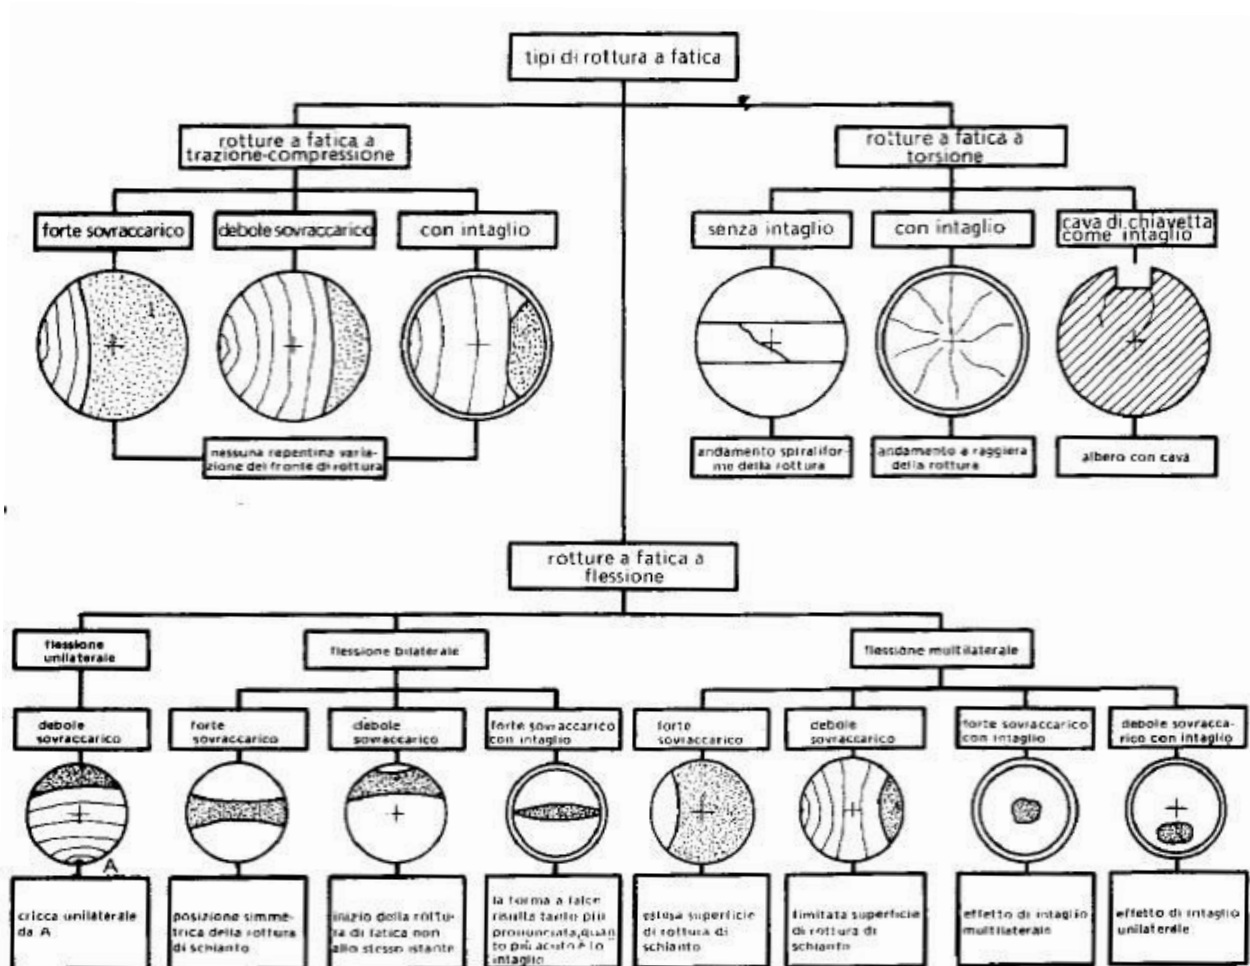 tipi di rottura a fatica
rotture a fatica a
trazione-compressione
rotture a fatica a
torsione
forte sovraccarico
debole sovraccarico
con intaglio
senza intaglio
con intaglio
cava di chiavetta
come intaglio
nessuna repentina varia-
zione del fronte di rottura
andamento spiralifor-
me della rottura
andamento a raggiera
della rottura
albero con cava
rotture a fatica a
flessione
flessione
unilaterale
flessione bilaterale
flessione multilaterale
debole
sovraccarico
forte
sovraccarico
debole
sovraccarico
forte sovraccarico
con intaglio
forte
sovraccarico
debole
sovraccarico
forte sovraccarico
con intaglio
debole sovracca-
rico con intaglio
A
cricca unilaterale
da A
posizione simme-
trica della rottura
di schianto
inizio della rottu-
ra di fatica non
allo stesso istante
la forma a falce
risulta tanto più
pronunciata, quan
to più acuto è lo
intaglio
estesa superficie
di rottura di
schianto
limitata superficie
di rottura di
schianto
effetto di intaglio
multilaterale
effetto di intaglio
unilaterale